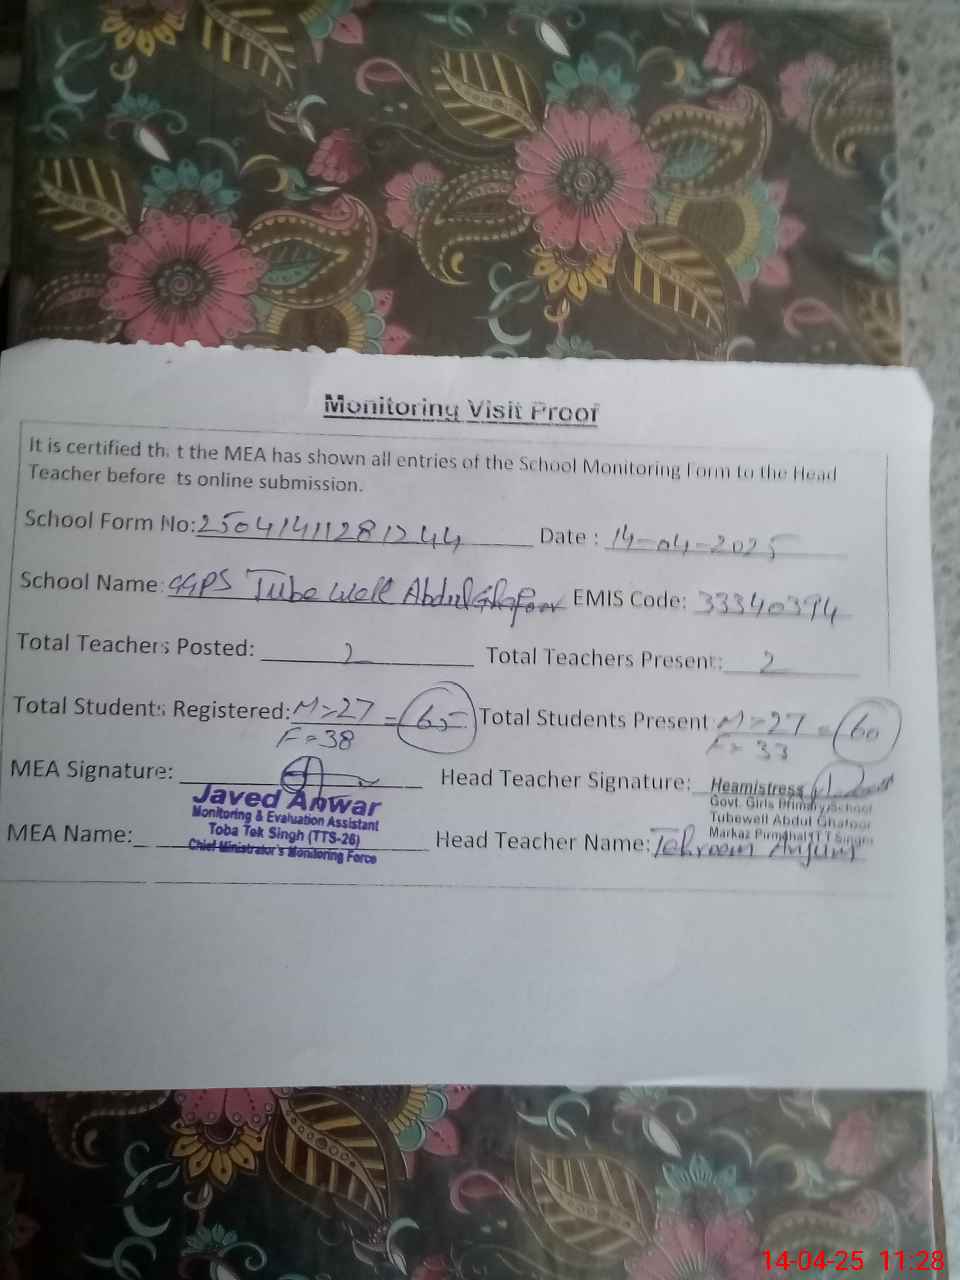 Monitoring Visit Proof
It is certified th t the MEA has shown all entries of the School Monitoring Form to the Head
Teacher before ts online submission.
School Form No: 25041411281244 Date : 14-04-2025
School Name: GGPS Tube Well Abdul Ghafoor EMIS Code: 33340394
Total Teachers Posted: 2 Total Teachers Present: 2
Total Students Registered: M=27 = 65 Total Students Present M=27 = 60
F=38 F=33
MEA Signature: Head Teacher Signature: Heamistress
Javed Anwar Govt. Girls Primary School
Monitoring & Evaluation Assistant Tubewell Abdul Ghafoor
Toba Tek Singh (TTS-26) Markaz T.T Singh
MEA Name: Head Teacher Name: Tehreem Anjum
Chief Ministrator's Monitoring Force
14-04-25 11:28